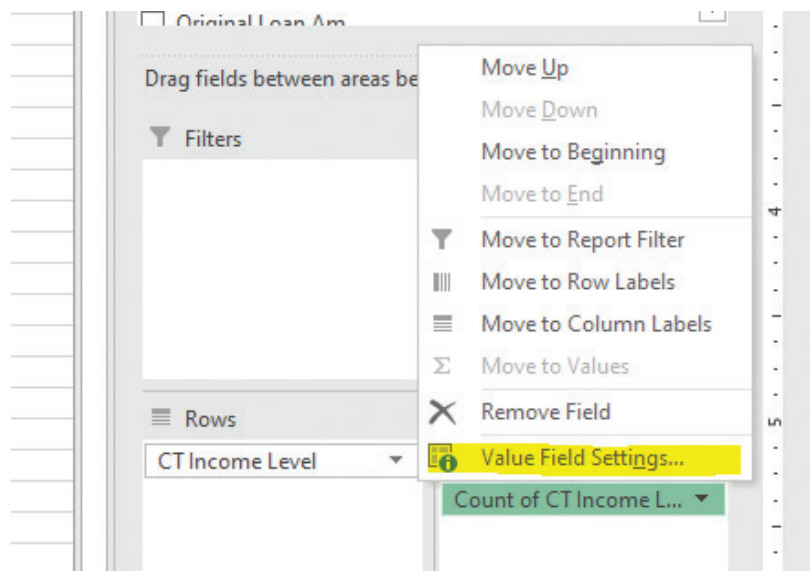 Original Loan Am
Drag fields between areas be
Filters
Move Up
Move Down
Move to Beginning
Move to End
Move to Report Filter
Move to Row Labels
Move to Column Labels
Σ Move to Values
Remove Field
Value Field Settings...
Rows
CT Income Level
Count of CT Income L...
4
5